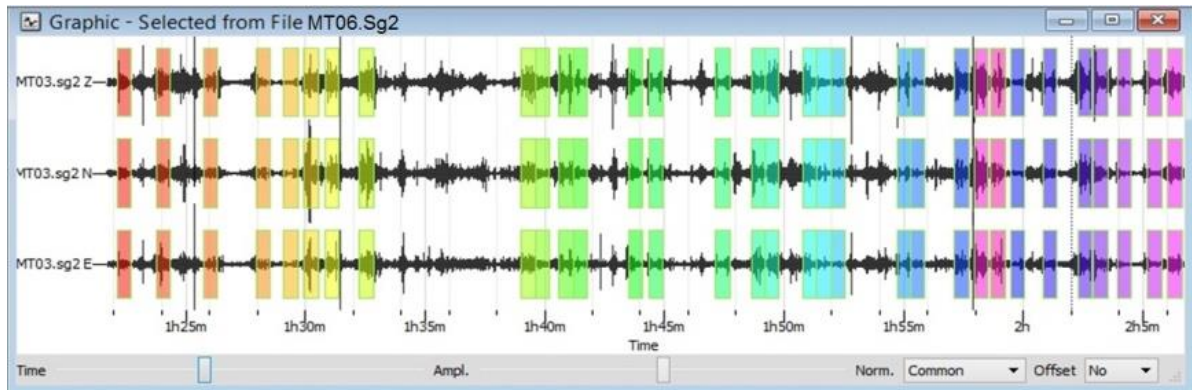 Graphic - Selected from File MT06.Sg2
MT03.sg2 Z
MT03.sg2 N
MT03.sg2 E
1h25m 1h30m 1h35m 1h40m 1h45m 1h50m 1h55m 2h 2h5m
Time
Time Ampl. Norm. Common Offset No